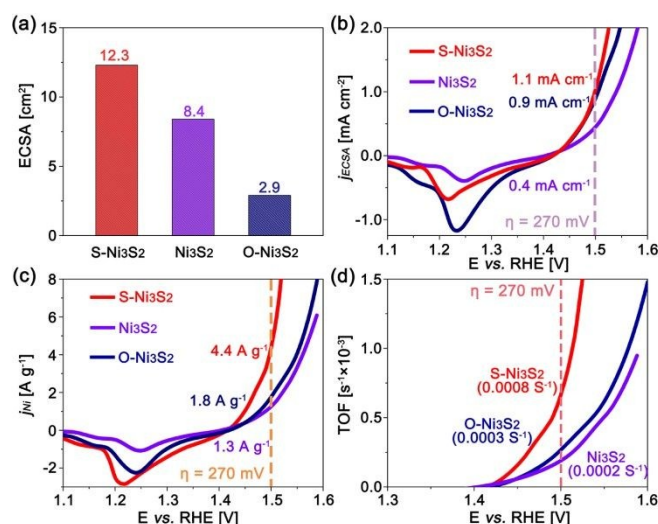 (a)
ECSA [cm²]
15
10
5
0
12.3
8.4
2.9
S-Ni3S2
Ni3S2
O-Ni3S2
(b)
jECSA [mA cm⁻²]
2.0
1.0
0.0
-1.0
S-Ni3S2
Ni3S2
O-Ni3S2
1.1 mA cm⁻¹
0.9 mA cm⁻¹
0.4 mA cm⁻¹
η = 270 mV
1.1 1.2 1.3 1.4 1.5 1.6
E vs. RHE [V]
(c)
jNi [A g⁻¹]
8
6
4
2
0
-2
S-Ni3S2
Ni3S2
O-Ni3S2
4.4 A g⁻¹
1.8 A g⁻¹
1.3 A g⁻¹
η = 270 mV
1.1 1.2 1.3 1.4 1.5 1.6
E vs. RHE [V]
(d)
TOF [s⁻¹×10⁻³]
1.5
1.0
0.5
0.0
η = 270 mV
S-Ni3S2
(0.0008 S⁻¹)
O-Ni3S2
(0.0003 S⁻¹)
Ni3S2
(0.0002 S⁻¹)
1.3 1.4 1.5 1.6
E vs. RHE [V]